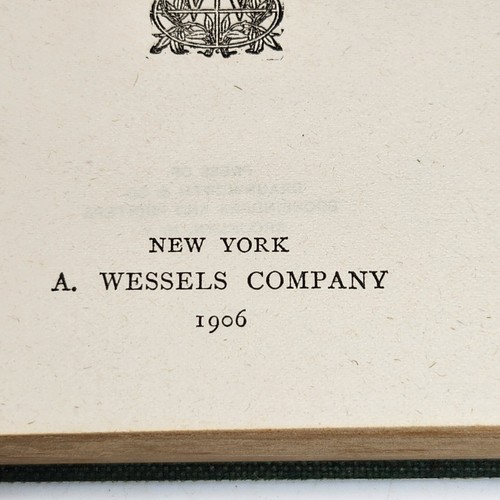 NEW YORK
A. WESSELS COMPANY
1906